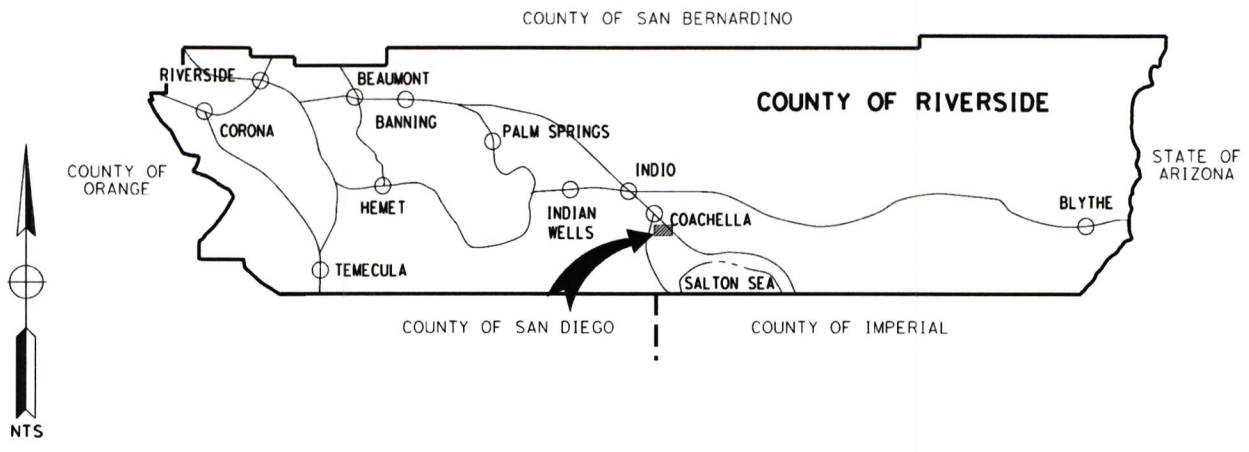 COUNTY OF SAN BERNARDINO
RIVERSIDE
BEAUMONT
COUNTY OF RIVERSIDE
CORONA
BANNING
PALM SPRINGS
COUNTY OF
ORANGE
STATE OF
ARIZONA
INDIO
HEMET
INDIAN
WELLS
COACHELLA
BLYTHE
TEMECULA
SALTON SEA
COUNTY OF SAN DIEGO
COUNTY OF IMPERIAL
NTS